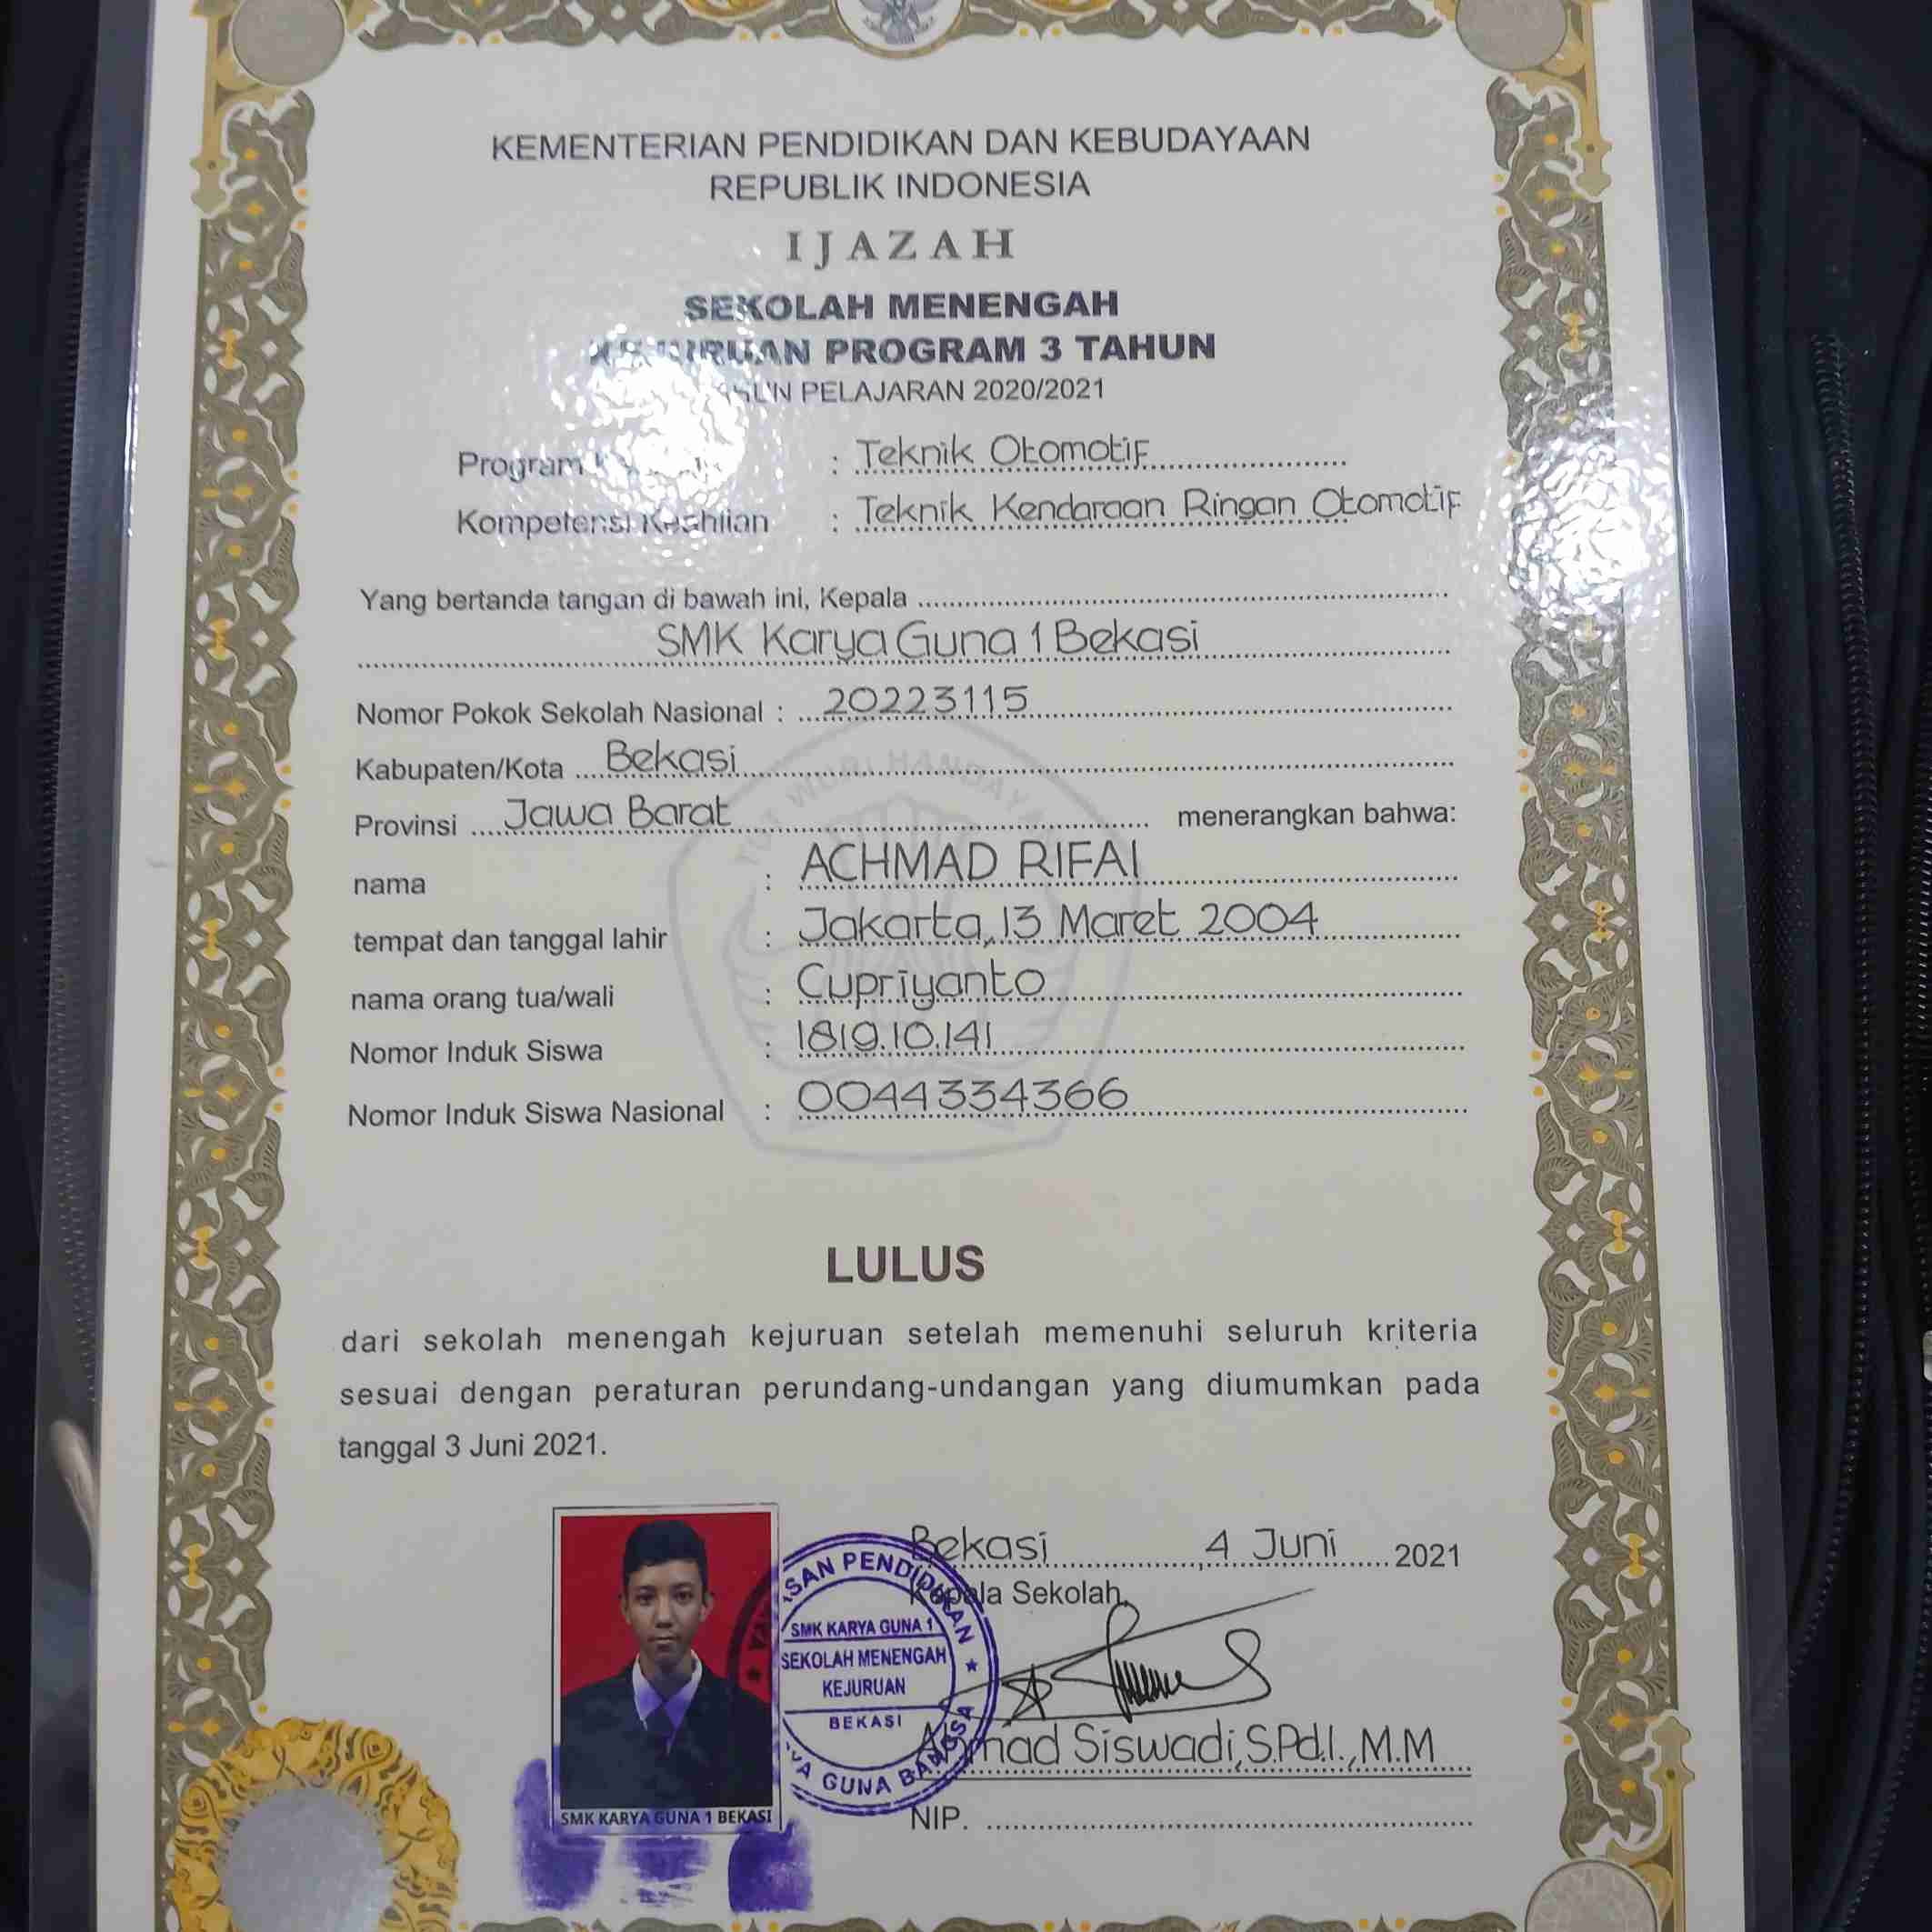 KEMENTERIAN PENDIDIKAN DAN KEBUDAYAAN
REPUBLIK INDONESIA
IJAZAH
SEKOLAH MENENGAH
KEJURUAN PROGRAM 3 TAHUN
PELAJARAN 2020/2021
Program : Teknik Otomotif
Kompetensi Keahlian : Teknik Kendaraan Ringan Otomotif
Yang bertanda tangan di bawah ini, Kepala
SMK Karya Guna 1 Bekasi
Nomor Pokok Sekolah Nasional : 20223115
Kabupaten/Kota Bekasi
Provinsi Jawa Barat menerangkan bahwa:
nama : ACHMAD RIFAI
tempat dan tanggal lahir : Jakarta, 13 Maret 2004
nama orang tua/wali : Cupriyanto
Nomor Induk Siswa : 1819.10.141
Nomor Induk Siswa Nasional : 0044334366
LULUS
dari sekolah menengah kejuruan setelah memenuhi seluruh kriteria
sesuai dengan peraturan perundang-undangan yang diumumkan pada
tanggal 3 Juni 2021.
Bekasi, 4 Juni 2021
Kepala Sekolah,
PENDIDIKAN
SMK KARYA GUNA 1
SEKOLAH MENENGAH
KEJURUAN
BEKASI
GUNA BANGSA
Siswadi, S.Pd.I., M.M
NIP.
SMK KARYA GUNA 1 BEKASI